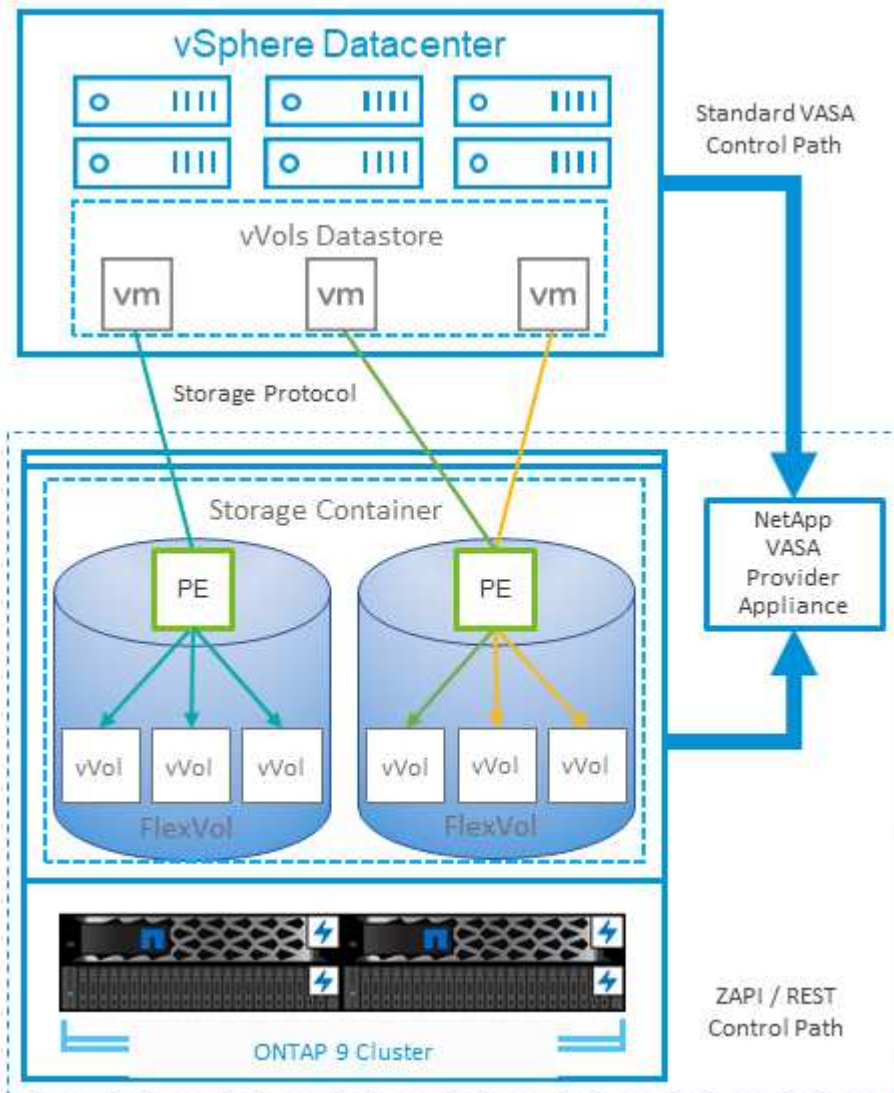 vSphere Datacenter
Standard VASA
Control Path
vVols Datastore
vm
vm
vm
Storage Protocol
Storage Container
NetApp
VASA
Provider
Appliance
PE
PE
vVol
vVol
vVol
vVol
vVol
vVol
FlexVol
FlexVol
ZAPI / REST
Control Path
ONTAP 9 Cluster